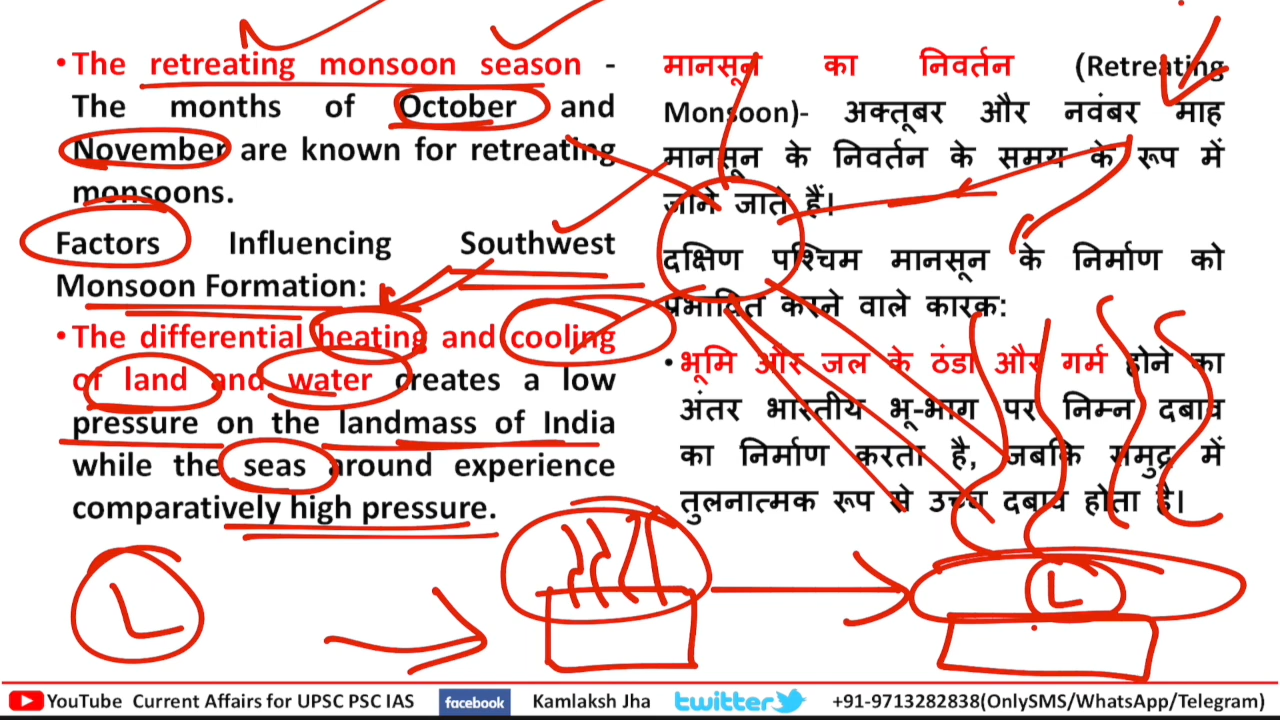 •The retreating monsoon season -
The months of October and
November are known for retreating
monsoons.
Factors Influencing Southwest
Monsoon Formation:
•The differential heating and cooling
of land and water creates a low
pressure on the landmass of India
while the seas around experience
comparatively high pressure.
मानसून का निवर्तन (Retreating
Monsoon)- अक्तूबर और नवंबर माह
मानसून के निवर्तन के समय के रूप में
जाने जाते हैं।
दक्षिण पश्चिम मानसून के निर्माण को
प्रभावित करने वाले कारक:
•भूमि और जल के ठंडा और गर्म होने का
अंतर भारतीय भू-भाग पर निम्न दबाव
का निर्माण करता है, जबकि समुद्र में
तुलनात्मक रूप से उच्च दबाव होता है।
L
L
YouTube Current Affairs for UPSC PSC IAS facebook Kamlaksh Jha twitter +91-9713282838(OnlySMS/WhatsApp/Telegram)